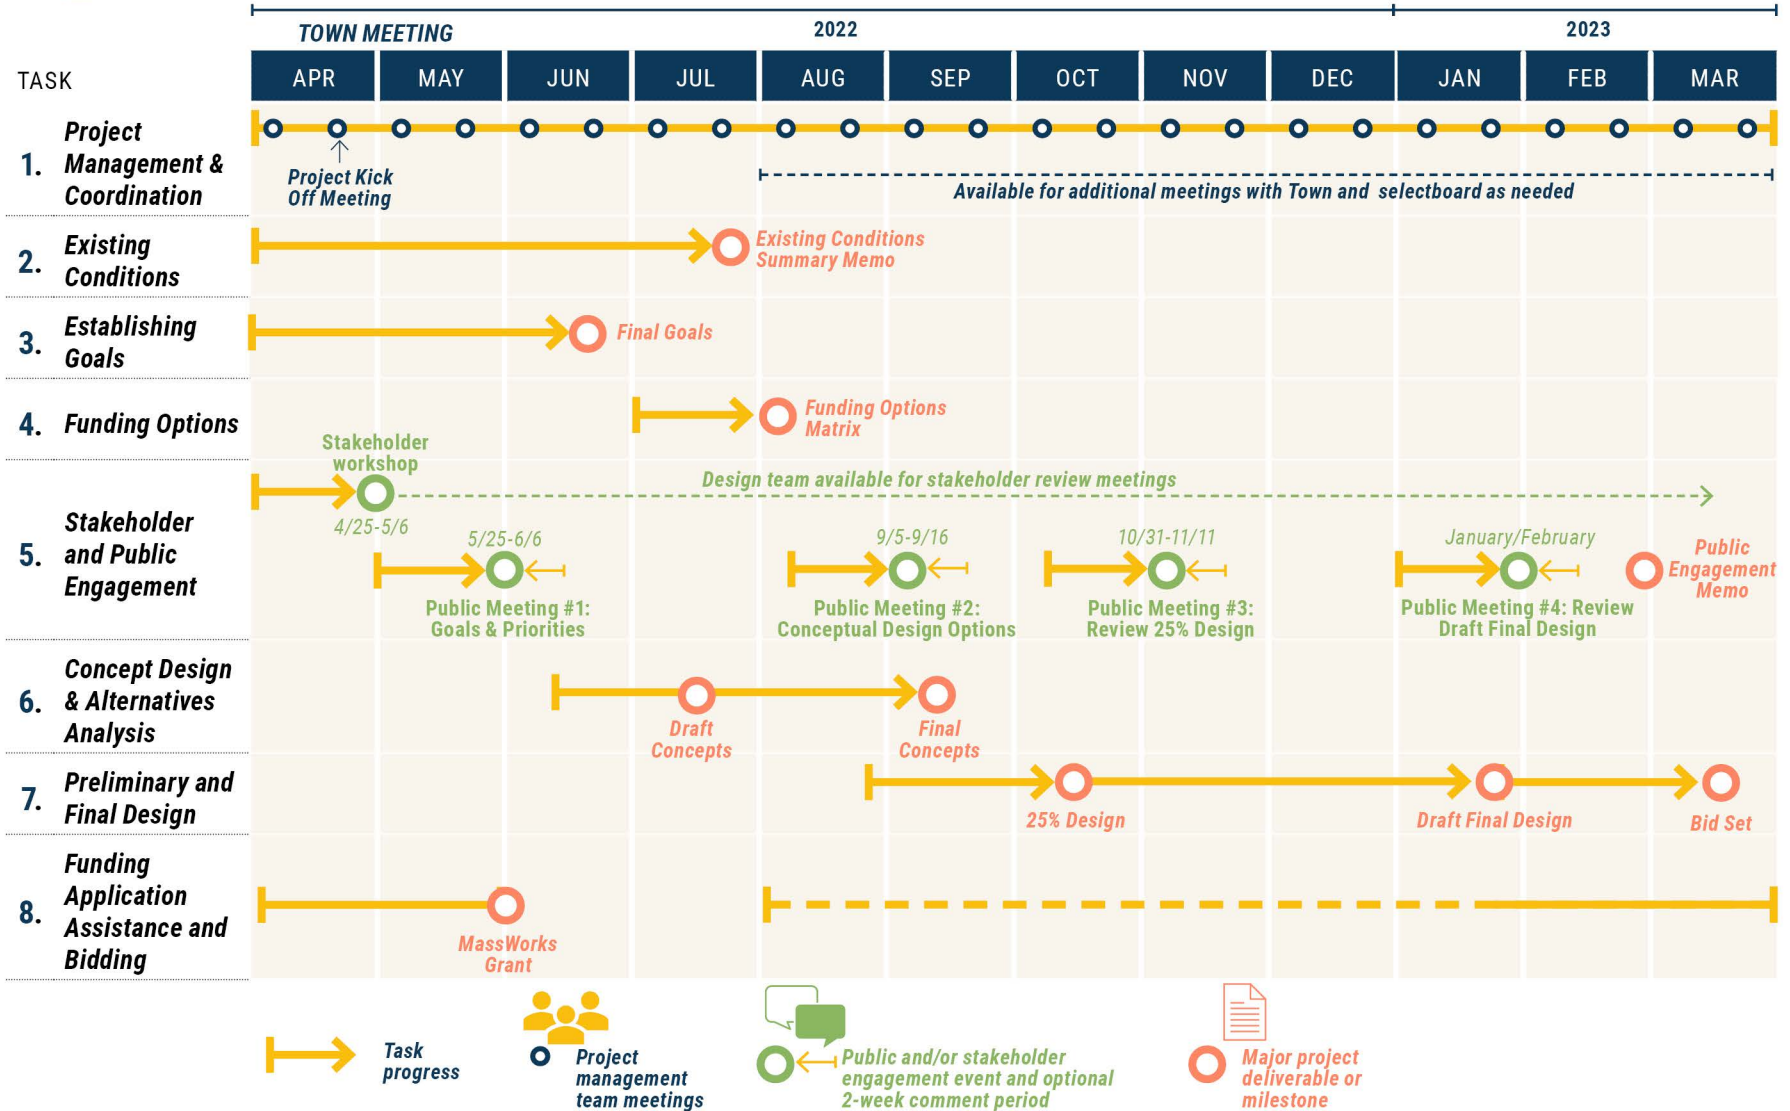 TOWN MEETING
2022
2023
TASK
APR
MAY
JUN
JUL
AUG
SEP
OCT
NOV
DEC
JAN
FEB
MAR
1.
Project
Management &
Coordination
Project Kick
Off Meeting
Available for additional meetings with Town and selectboard as needed
2.
Existing
Conditions
Existing Conditions
Summary Memo
3.
Establishing
Goals
Final Goals
4.
Funding Options
Funding Options
Matrix
5.
Stakeholder
and Public
Engagement
Stakeholder
workshop
4/25-5/6
Design team available for stakeholder review meetings
5/25-6/6
Public Meeting #1:
Goals & Priorities
9/5-9/16
Public Meeting #2:
Conceptual Design Options
10/31-11/11
Public Meeting #3:
Review 25% Design
January/February
Public Meeting #4: Review
Draft Final Design
Public
Engagement
Memo
6.
Concept Design
& Alternatives
Analysis
Draft
Concepts
Final
Concepts
7.
Preliminary and
Final Design
25% Design
Draft Final Design
Bid Set
8.
Funding
Application
Assistance and
Bidding
MassWorks
Grant
Task
progress
Project
management
team meetings
Public and/or stakeholder
engagement event and optional
2-week comment period
Major project
deliverable or
milestone